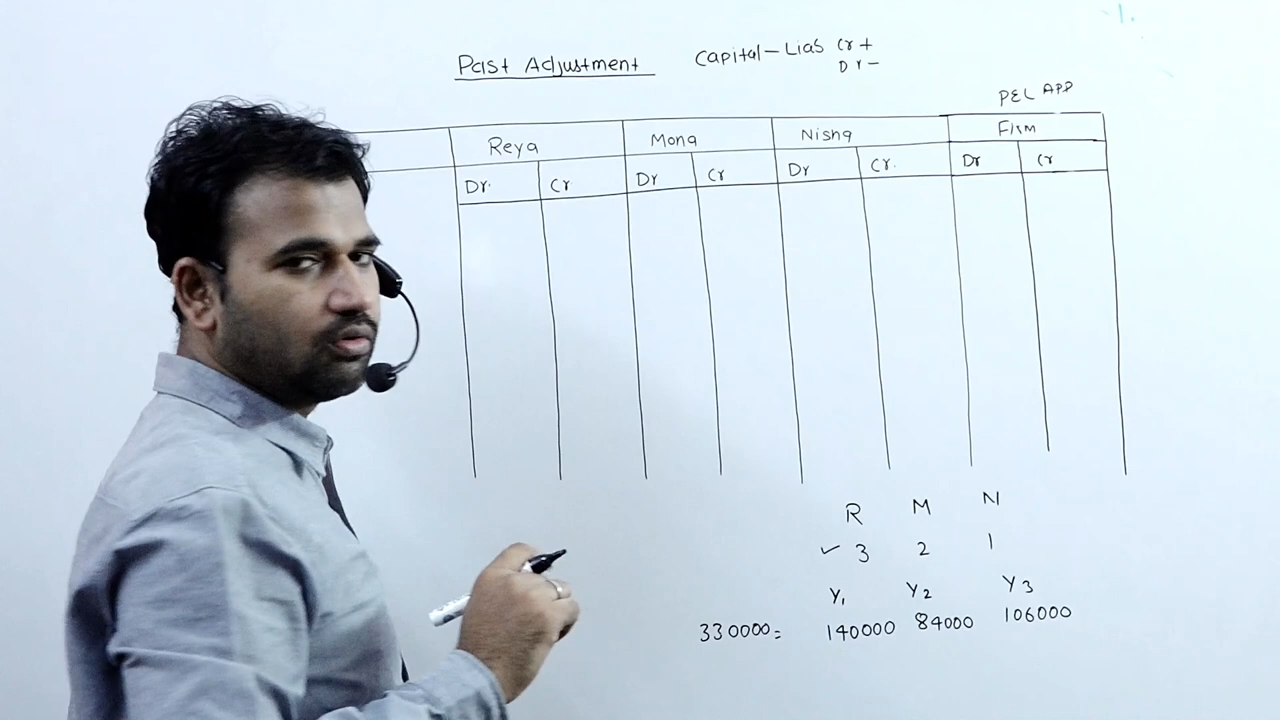 Past Adjustment Capital - Lias Cr +
Dr -
P&L APP
Reya Mona Nisha Firm
Dr. Cr Dr Cr Dr Cr. Dr Cr
R M N
✓ 3 2 1
Y1 Y2 Y3
330000= 140000 84000 106000